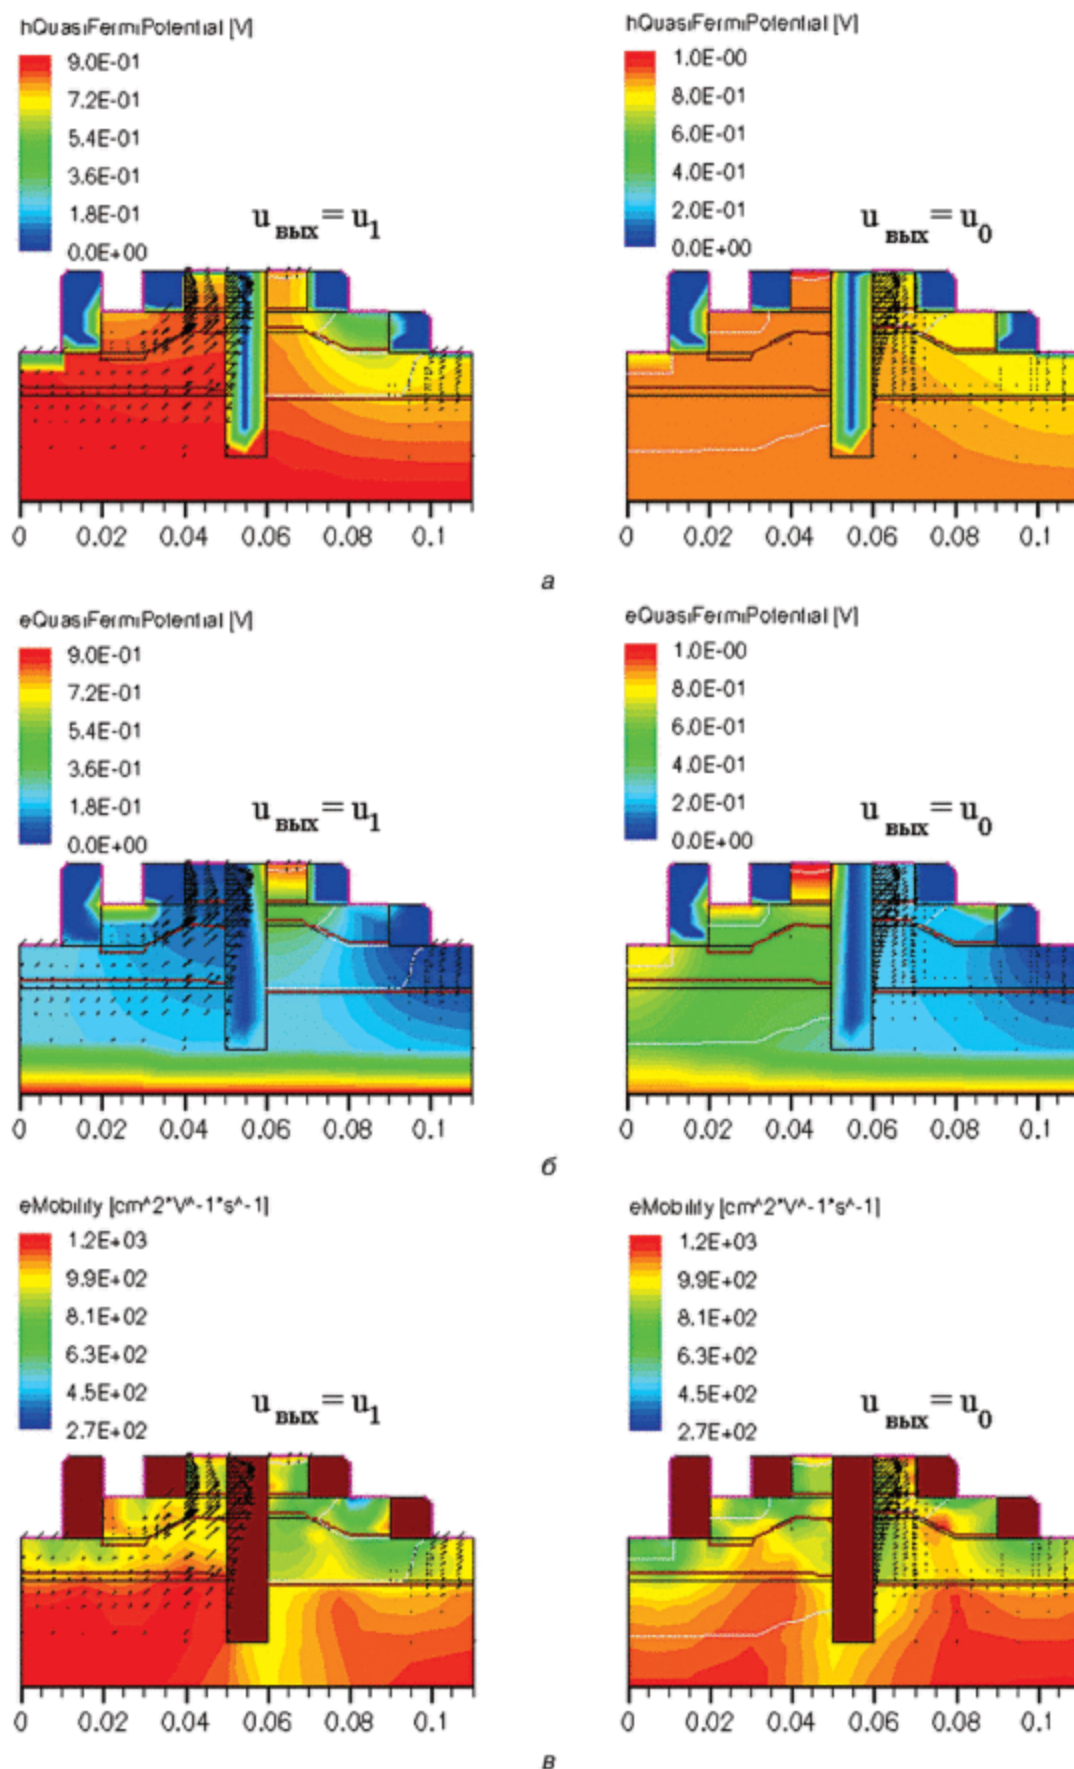 hQuasiFermiPotential [V]
9.0E-01
7.2E-01
5.4E-01
3.6E-01
1.8E-01
0.0E+00
uвых = u1
0 0.02 0.04 0.06 0.08 0.1
hQuasiFermiPotential [V]
1.0E-00
8.0E-01
6.0E-01
4.0E-01
2.0E-01
0.0E+00
uвых = u0
0 0.02 0.04 0.06 0.08 0.1
а
eQuasiFermiPotential [V]
9.0E-01
7.2E-01
5.4E-01
3.6E-01
1.8E-01
0.0E+00
uвых = u1
0 0.02 0.04 0.06 0.08 0.1
eQuasiFermiPotential [V]
1.0E-00
8.0E-01
6.0E-01
4.0E-01
2.0E-01
0.0E+00
uвых = u0
0 0.02 0.04 0.06 0.08 0.1
б
eMobility [cm^2*V^-1*s^-1]
1.2E+03
9.9E+02
8.1E+02
6.3E+02
4.5E+02
2.7E+02
uвых = u1
0 0.02 0.04 0.06 0.08 0.1
eMobility [cm^2*V^-1*s^-1]
1.2E+03
9.9E+02
8.1E+02
6.3E+02
4.5E+02
2.7E+02
uвых = u0
0 0.02 0.04 0.06 0.08 0.1
в